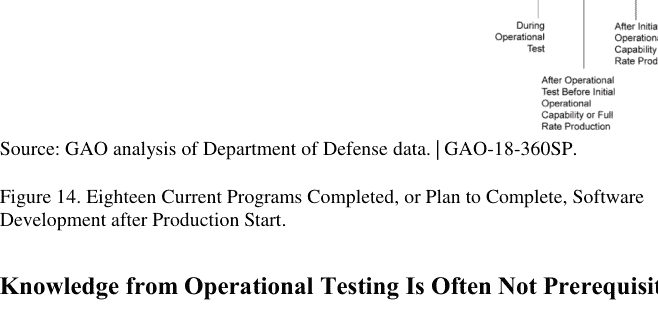 During
Operational
Test
After Initia
Operation
Capability
Rate Prod
After Operational
Test Before Initial
Operational
Capability or Full
Rate Production
Source: GAO analysis of Department of Defense data. | GAO-18-360SP.
Figure 14. Eighteen Current Programs Completed, or Plan to Complete, Software
Development after Production Start.
Knowledge from Operational Testing Is Often Not Prerequisit